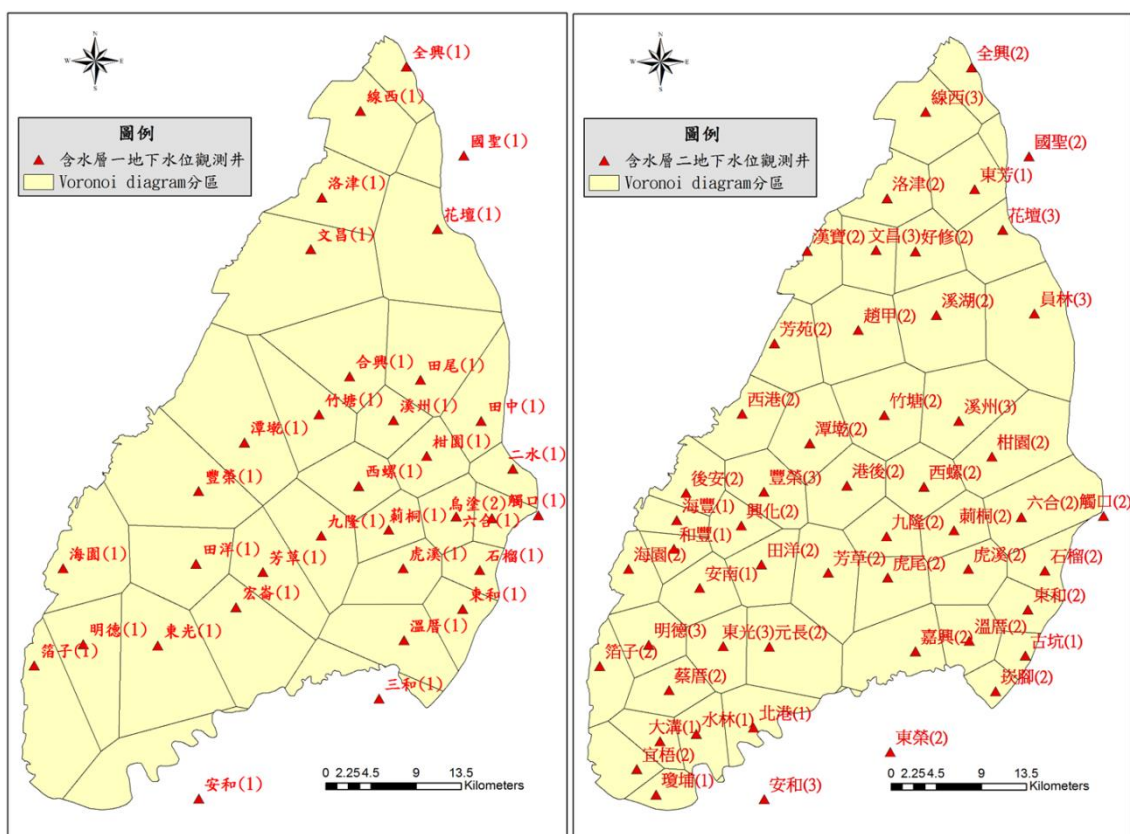 N
W
E
S
圖例
含水層一地下水位觀測井
Voronoi diagram分區
全興(1)
線西(1)
國聖(1)
洛津(1)
花壇(1)
文昌(1)
合興(1)
田尾(1)
竹塘(1)
溪州(1)
田中(1)
潭墘(1)
柑園(1)
二水(1)
豐榮(1)
西螺(1)
烏塗(2)
觸口(1)
九隆(1)
莿桐(1)
六合(1)
海園(1)
田洋(1)
芳草(1)
虎溪(1)
石榴(1)
宏崙(1)
東和(1)
明德(1)
東光(1)
溫厝(1)
箔子(1)
三和(1)
安和(1)
0 2.25 4.5 9 13.5
Kilometers
N
W
E
S
圖例
含水層二地下水位觀測井
Voronoi diagram分區
全興(2)
線西(3)
國聖(2)
洛津(2)
東芳(1)
花壇(3)
漢寶(2)
文昌(3)
好修(2)
趙甲(2)
溪湖(2)
員林(3)
芳苑(2)
西港(2)
竹塘(2)
溪州(3)
潭墘(2)
柑園(2)
後安(2)
豐榮(3)
港後(2)
西螺(2)
海豐(1)
興化(2)
六合(2)
觸口(2)
和豐(1)
九隆(2)
莿桐(2)
海園(2)
田洋(2)
芳草(2)
虎尾(2)
虎溪(2)
石榴(2)
安南(1)
東和(2)
明德(3)
東光(3)
元長(2)
嘉興(2)
溫厝(2)
古坑(1)
箔子(2)
蔡厝(2)
崁腳(2)
大溝(1)
水林(1)
北港(1)
東榮(2)
宜梧(2)
瓊埔(1)
安和(3)
0 2.25 4.5 9 13.5
Kilometers